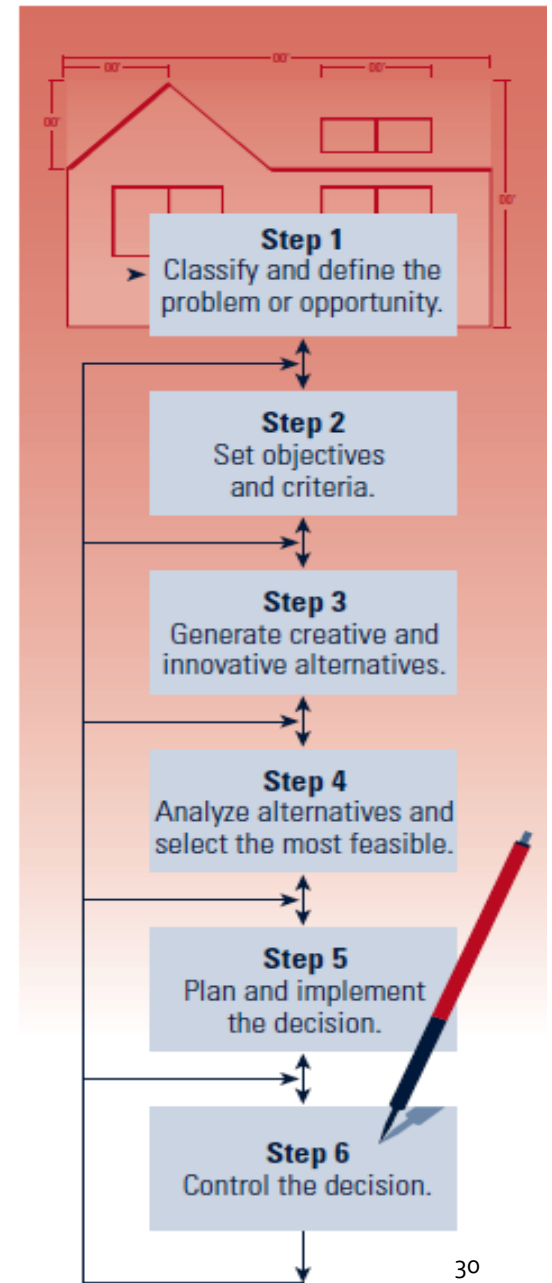 00'
00'
00'
00'
00'
Step 1
Classify and define the
problem or opportunity.
Step 2
Set objectives
and criteria.
Step 3
Generate creative and
innovative alternatives.
Step 4
Analyze alternatives and
select the most feasible.
Step 5
Plan and implement
the decision.
Step 6
Control the decision.
30